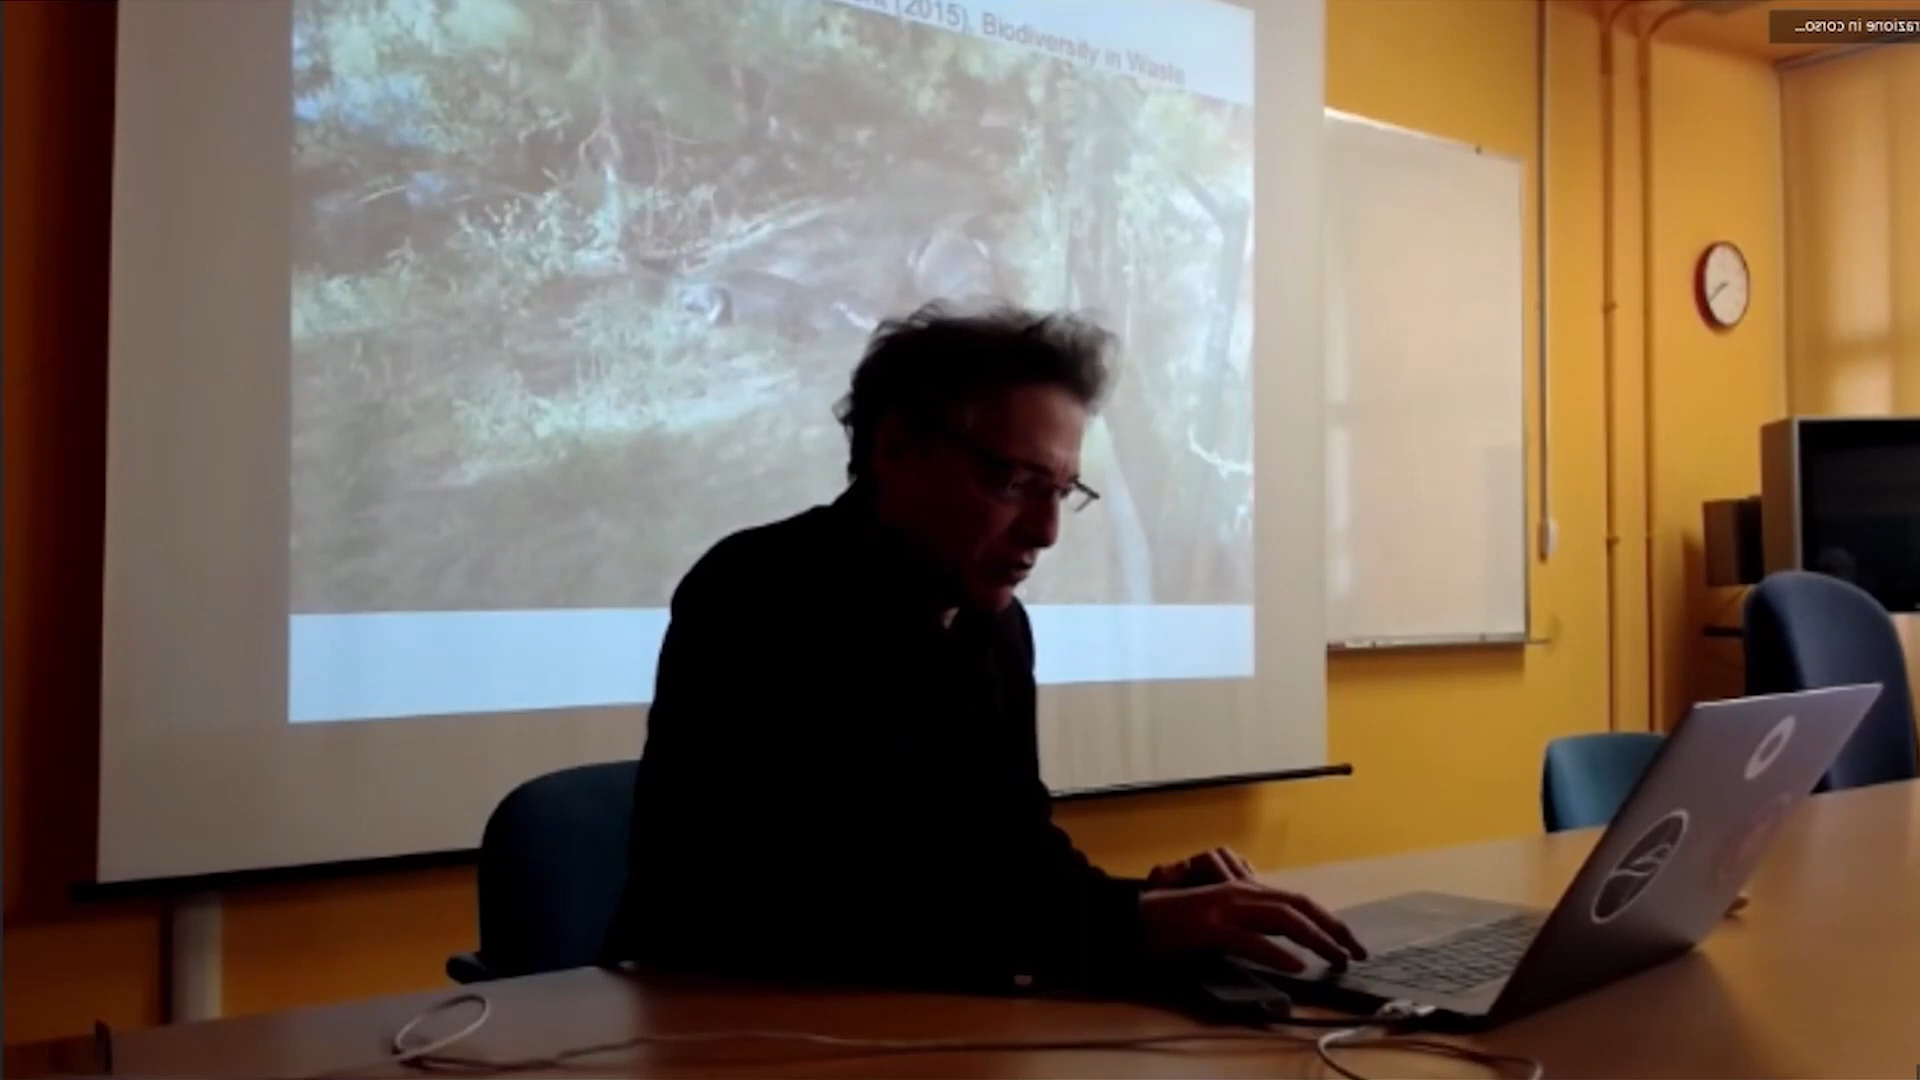 (2015), Biodiversity in Waste
razione in corso...